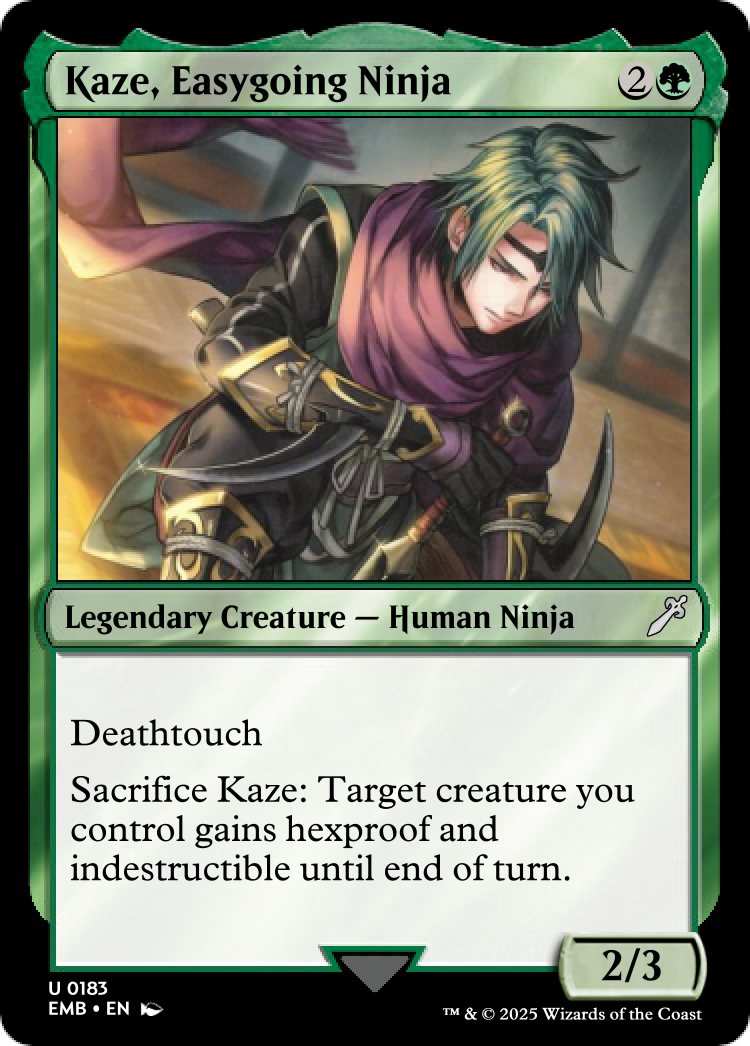 Kaze, Easygoing Ninja 2
Legendary Creature — Human Ninja
Deathtouch
Sacrifice Kaze: Target creature you
control gains hexproof and
indestructible until end of turn.
2/3
U 0183
EMB • EN
™ & © 2025 Wizards of the Coast